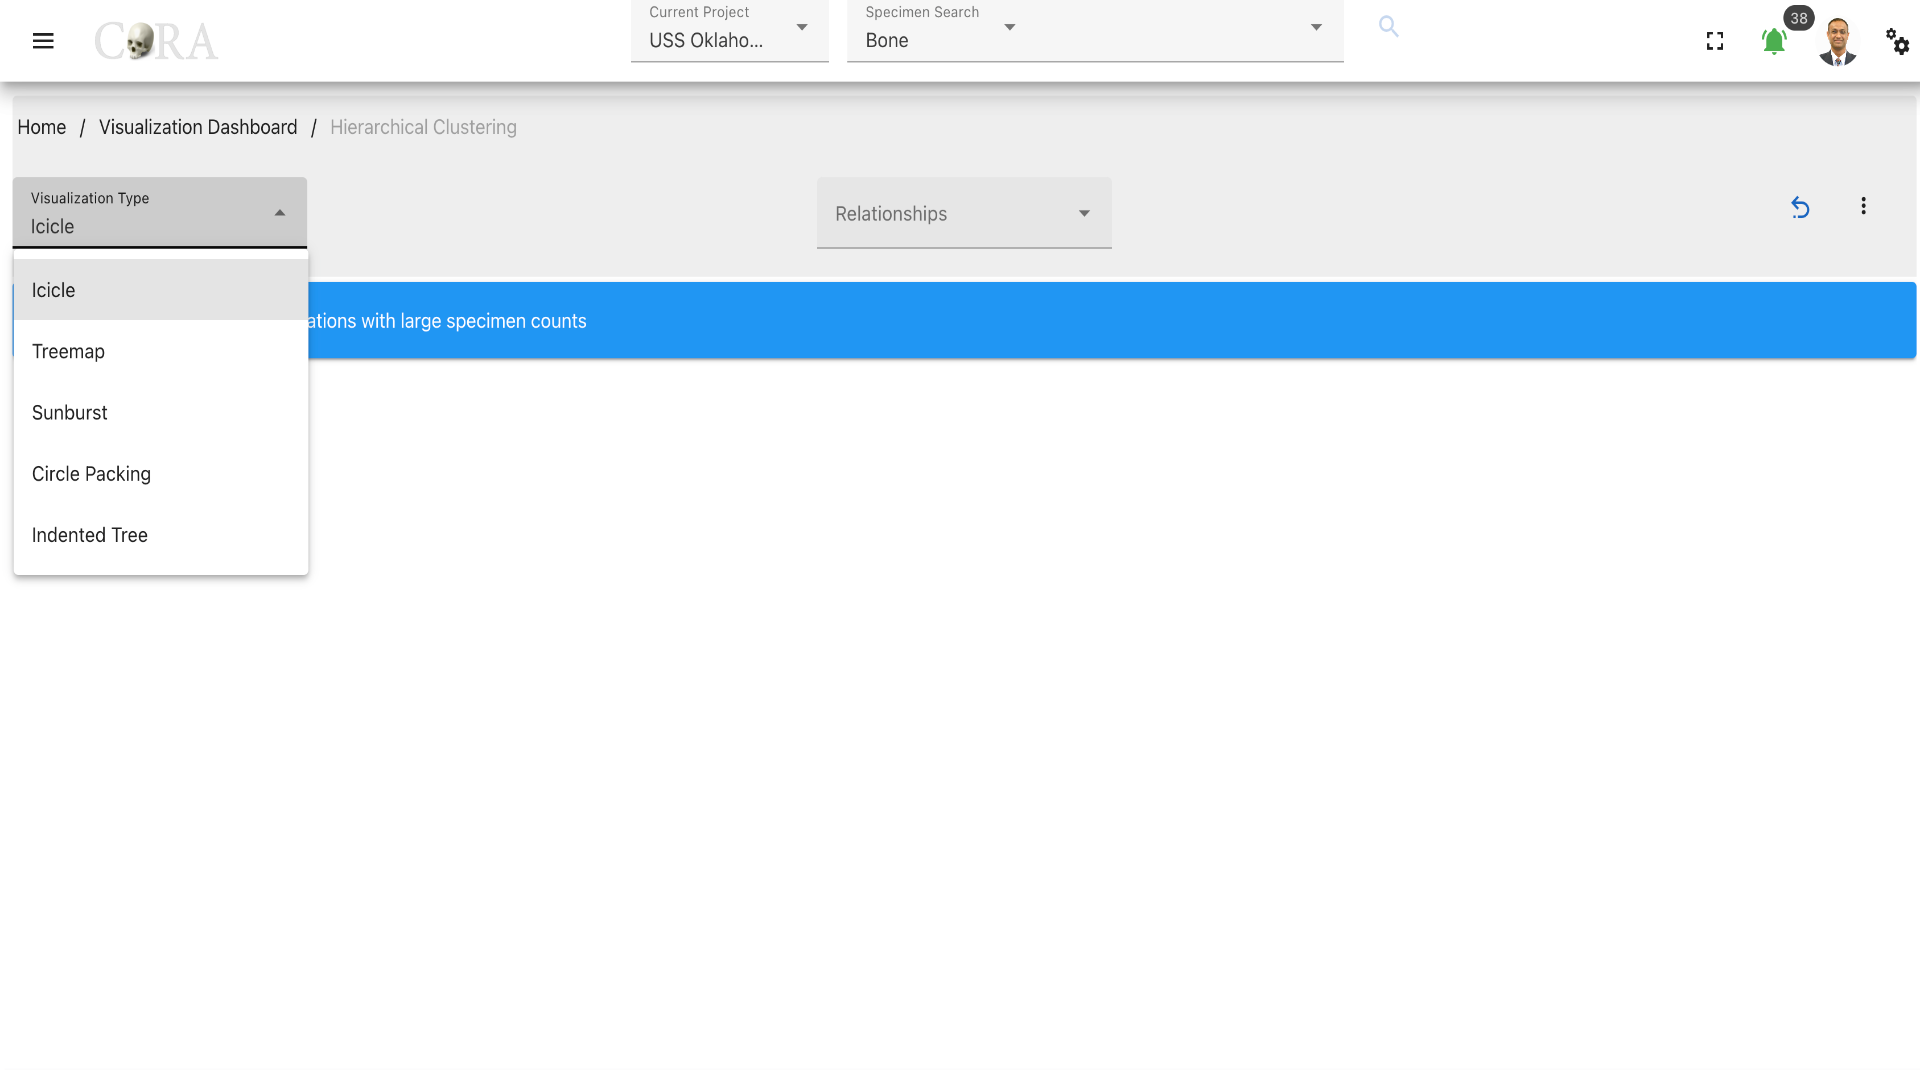 CORA
Current Project
USS Oklaho...
Specimen Search
Bone
38
Home / Visualization Dashboard / Hierarchical Clustering
Visualization Type
Icicle
Relationships
Icicle
Treemap
Sunburst
Circle Packing
Indented Tree
with large specimen counts